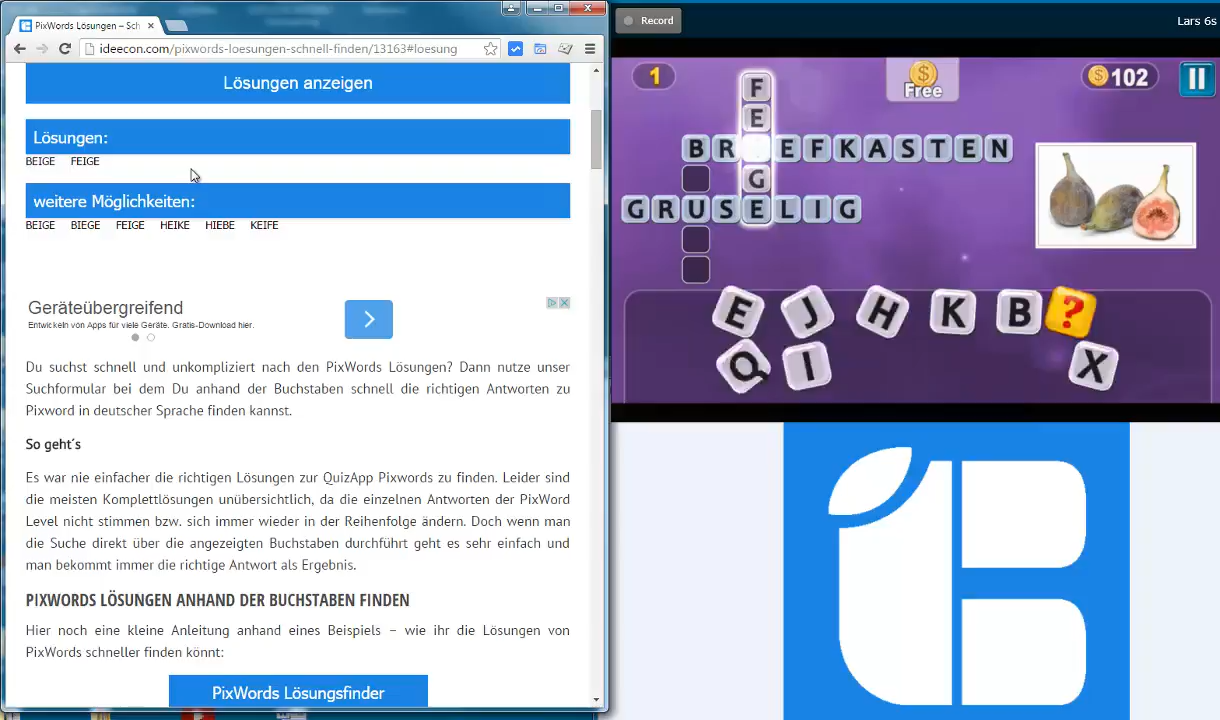 PixWords Lösungen – Sch
ideecon.com/pixwords-loesungen-schnell-finden/13163#loesung
Lösungen anzeigen
Lösungen:
BEIGE FEIGE
weitere Möglichkeiten:
BEIGE BIEGE FEIGE HEIKE HIEBE KEIFE
Geräteübergreifend
Entwickeln von Apps für viele Geräte. Gratis-Download hier.
Du suchst schnell und unkompliziert nach den PixWords Lösungen? Dann nutze unser
Suchformular bei dem Du anhand der Buchstaben schnell die richtigen Antworten zu
Pixword in deutscher Sprache finden kannst.
So geht´s
Es war nie einfacher die richtigen Lösungen zur QuizApp Pixwords zu finden. Leider sind
die meisten Komplettlösungen unübersichtlich, da die einzelnen Antworten der PixWord
Level nicht stimmen bzw. sich immer wieder in der Reihenfolge ändern. Doch wenn man
die Suche direkt über die angezeigten Buchstaben durchführt geht es sehr einfach und
man bekommt immer die richtige Antwort als Ergebnis.
PIXWORDS LÖSUNGEN ANHAND DER BUCHSTABEN FINDEN
Hier noch eine kleine Anleitung anhand eines Beispiels – wie ihr die Lösungen von
PixWords schneller finden könnt:
PixWords Lösungsfinder
Record
Lars 6s
1
Free
102
F
E
B R E F K A S T E N
G
G R U S E L I G
E J H K B ?
Q I X